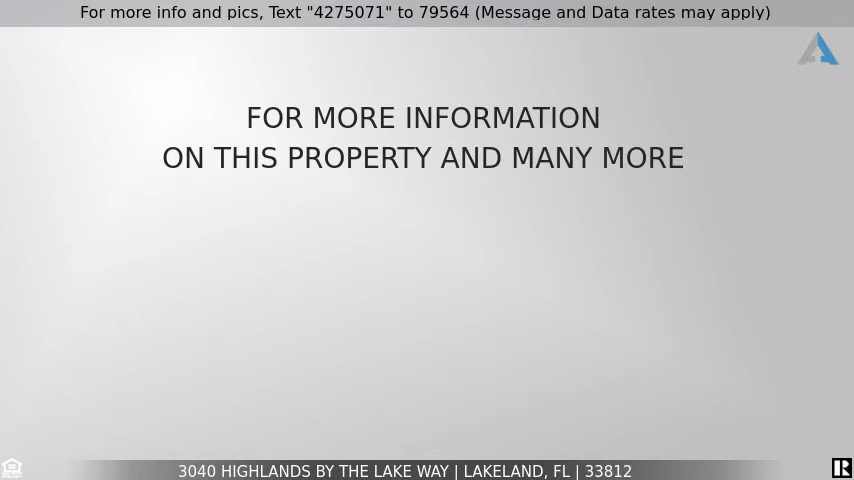 For more info and pics, Text "4275071" to 79564 (Message and Data rates may apply)
FOR MORE INFORMATION
ON THIS PROPERTY AND MANY MORE
3040 HIGHLANDS BY THE LAKE WAY | LAKELAND, FL | 33812